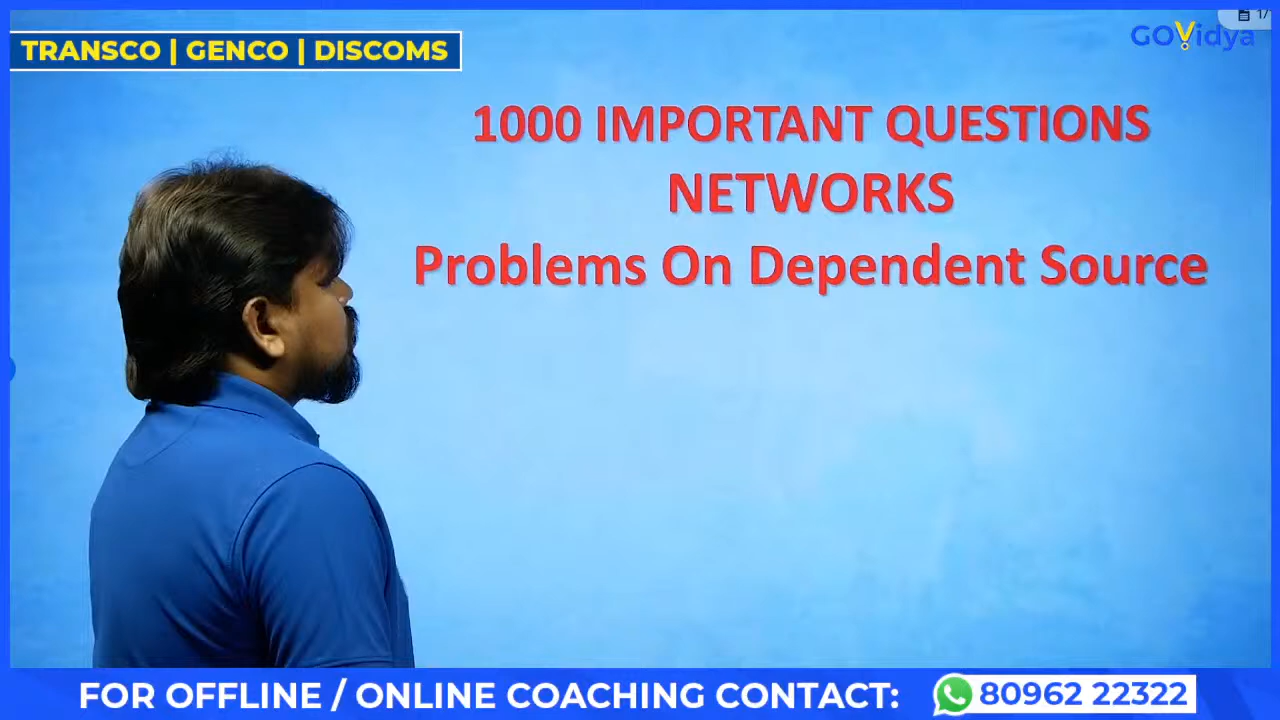 17
TRANSCO | GENCO | DISCOMS
GOVidya
1000 IMPORTANT QUESTIONS
NETWORKS
Problems On Dependent Source
FOR OFFLINE / ONLINE COACHING CONTACT: 80962 22322